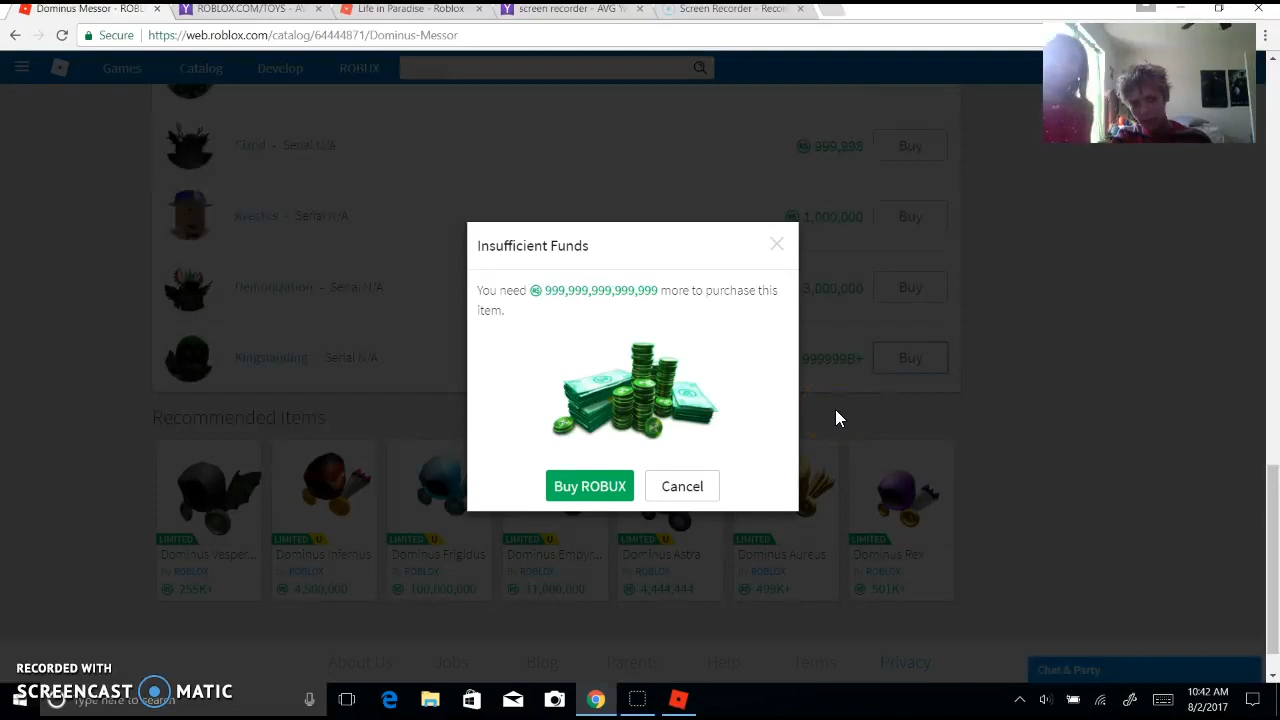 Dominus Messor - ROBL
ROBLOX.COM/TOYS - AV
Life in Paradise - Roblox
screen recorder - AVG Y
Screen Recorder - Reco
Secure
https://web.roblox.com/catalog/64444871/Dominus-Messor
Games
Catalog
Develop
ROBUX
Serial N/A
999,998
Buy
- Serial N/A
1,000,000
Buy
Serial N/A
3,000,000
Buy
Serial N/A
999999B+
Buy
Insufficient Funds
You need R$ 999,999,999,999,999 more to purchase this
item.
Buy ROBUX
Cancel
Recommended Items
LIMITED
LIMITED U
LIMITED U
LIMITED U
LIMITED U
LIMITED
LIMITED
Dominus Vesper...
Dominus Infernus
Dominus Frigidus
Dominus Empyr...
Dominus Astra
Dominus Aureus
Dominus Rex
By ROBLOX
By ROBLOX
By ROBLOX
By ROBLOX
By ROBLOX
By ROBLOX
By ROBLOX
255K+
4,500,000
100,000,000
11,000,000
4,444,444
499K+
501K+
About Us
Jobs
Blog
Parents
Help
Terms
Privacy
Chat & Party
RECORDED WITH
SCREENCAST MATIC
Type here to search
10:42 AM
8/2/2017